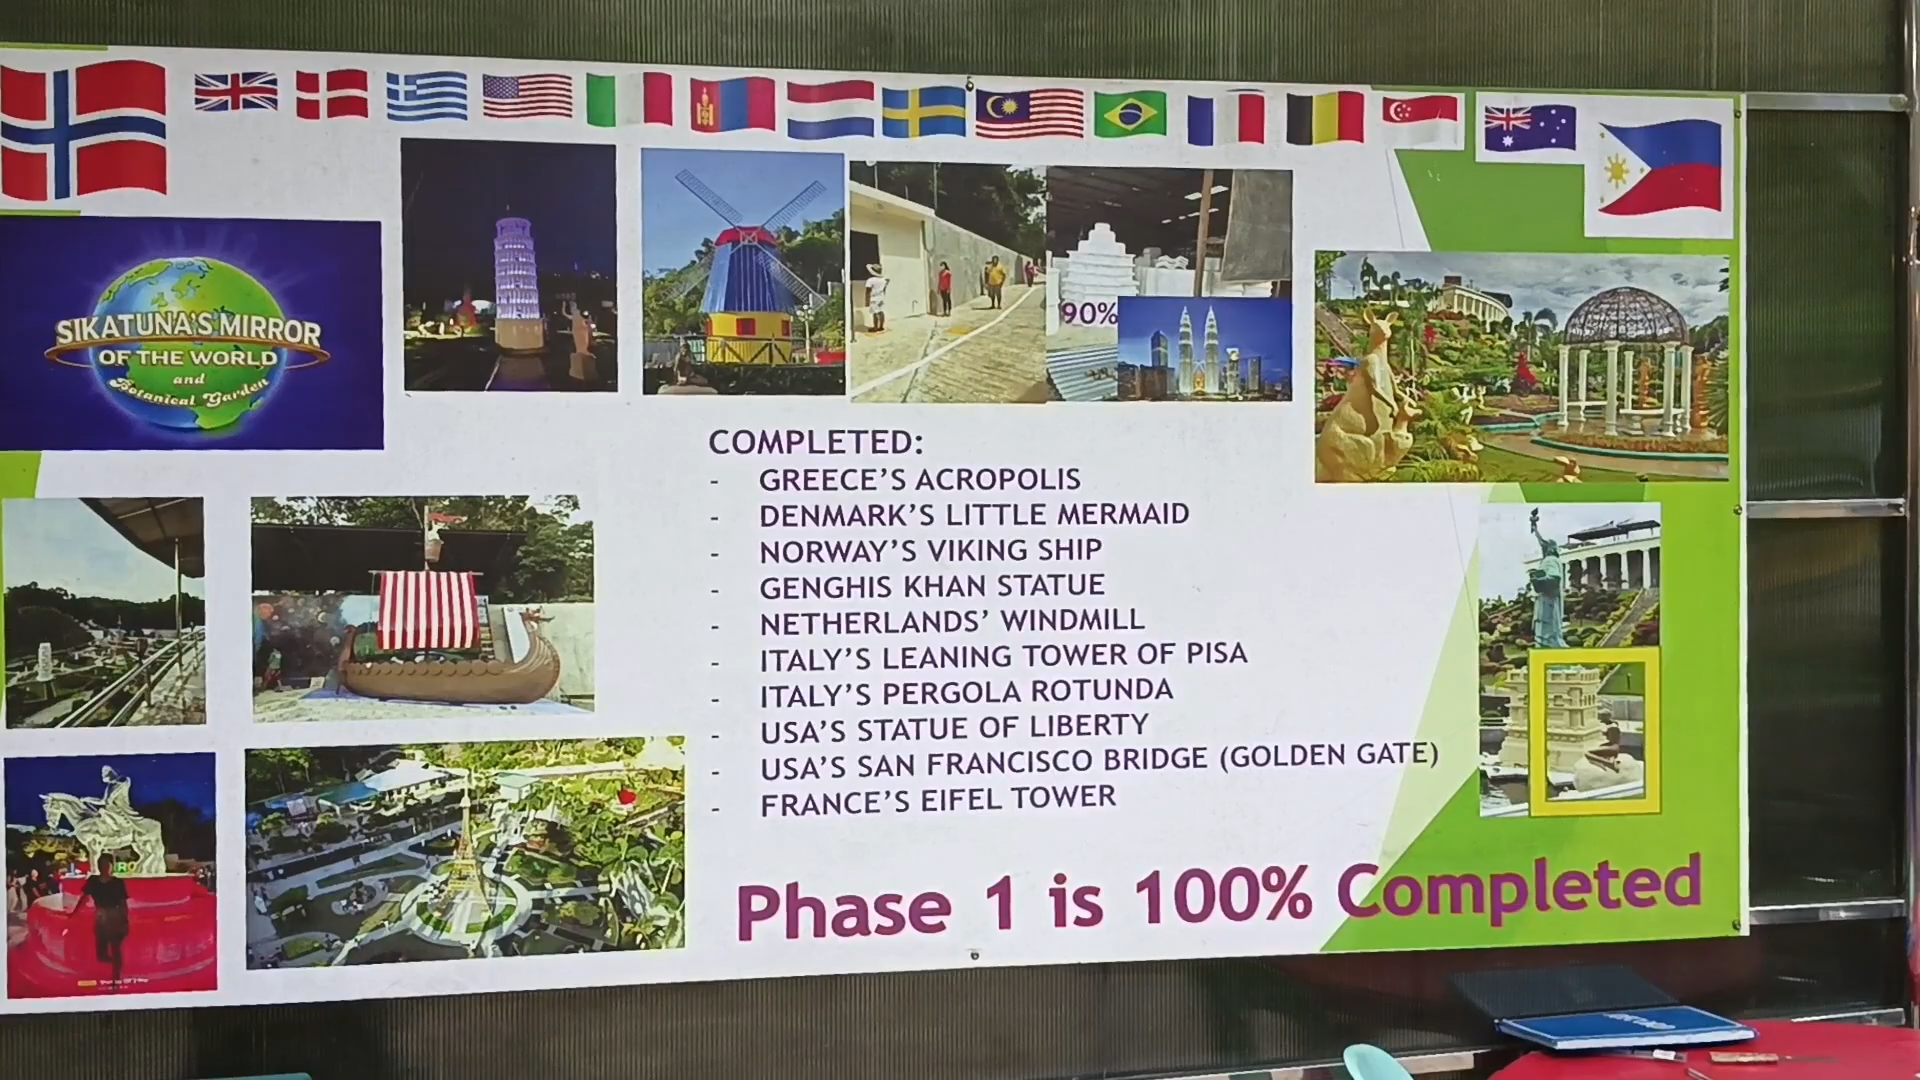 SIKATUNA'S MIRROR
OF THE WORLD
and
Botanical Garden
90%
COMPLETED:
- GREECE'S ACROPOLIS
- DENMARK'S LITTLE MERMAID
- NORWAY'S VIKING SHIP
- GENGHIS KHAN STATUE
- NETHERLANDS' WINDMILL
- ITALY'S LEANING TOWER OF PISA
- ITALY'S PERGOLA ROTUNDA
- USA'S STATUE OF LIBERTY
- USA'S SAN FRANCISCO BRIDGE (GOLDEN GATE)
- FRANCE'S EIFEL TOWER
Phase 1 is 100% Completed